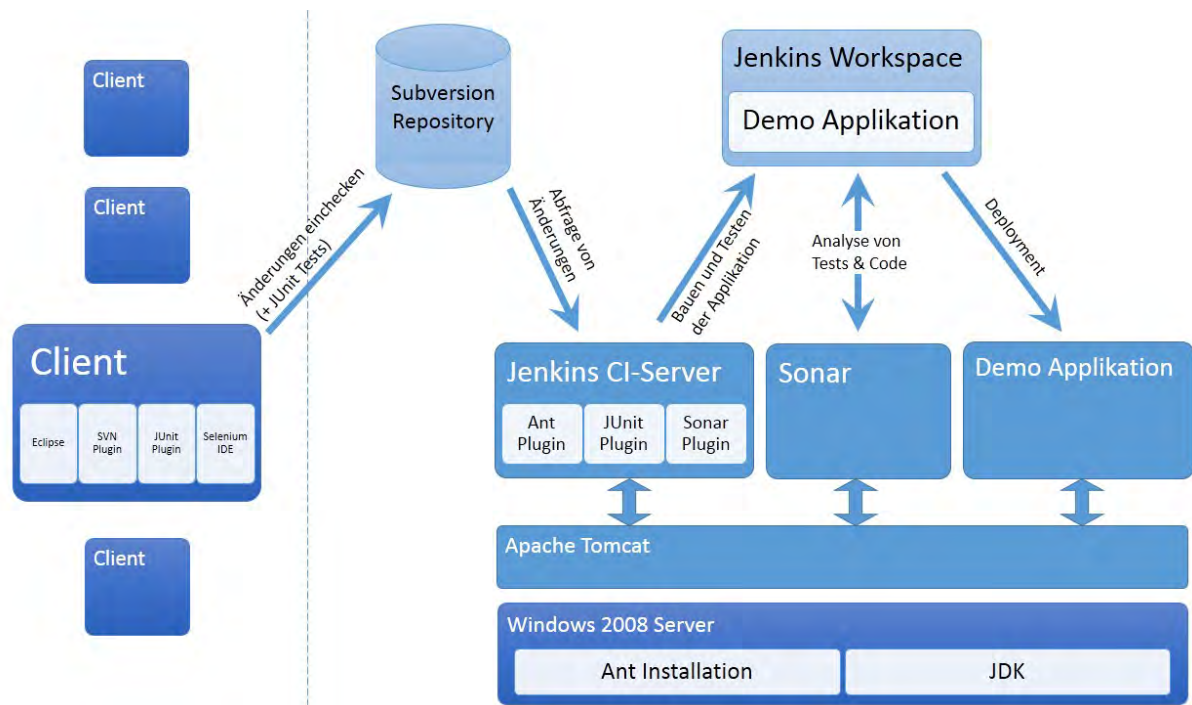 Client
Client
Client
Eclipse
SVN
Plugin
JUnit
Plugin
Selenium
IDE
Client
Änderungen einchecken
(+ JUnit Tests)
Subversion
Repository
Abfrage von
Änderungen
Jenkins Workspace
Demo Applikation
Bauen und Testen
der Applikation
Analyse von
Tests & Code
Deployment
Jenkins CI-Server
Ant
Plugin
JUnit
Plugin
Sonar
Plugin
Sonar
Demo Applikation
Apache Tomcat
Windows 2008 Server
Ant Installation
JDK